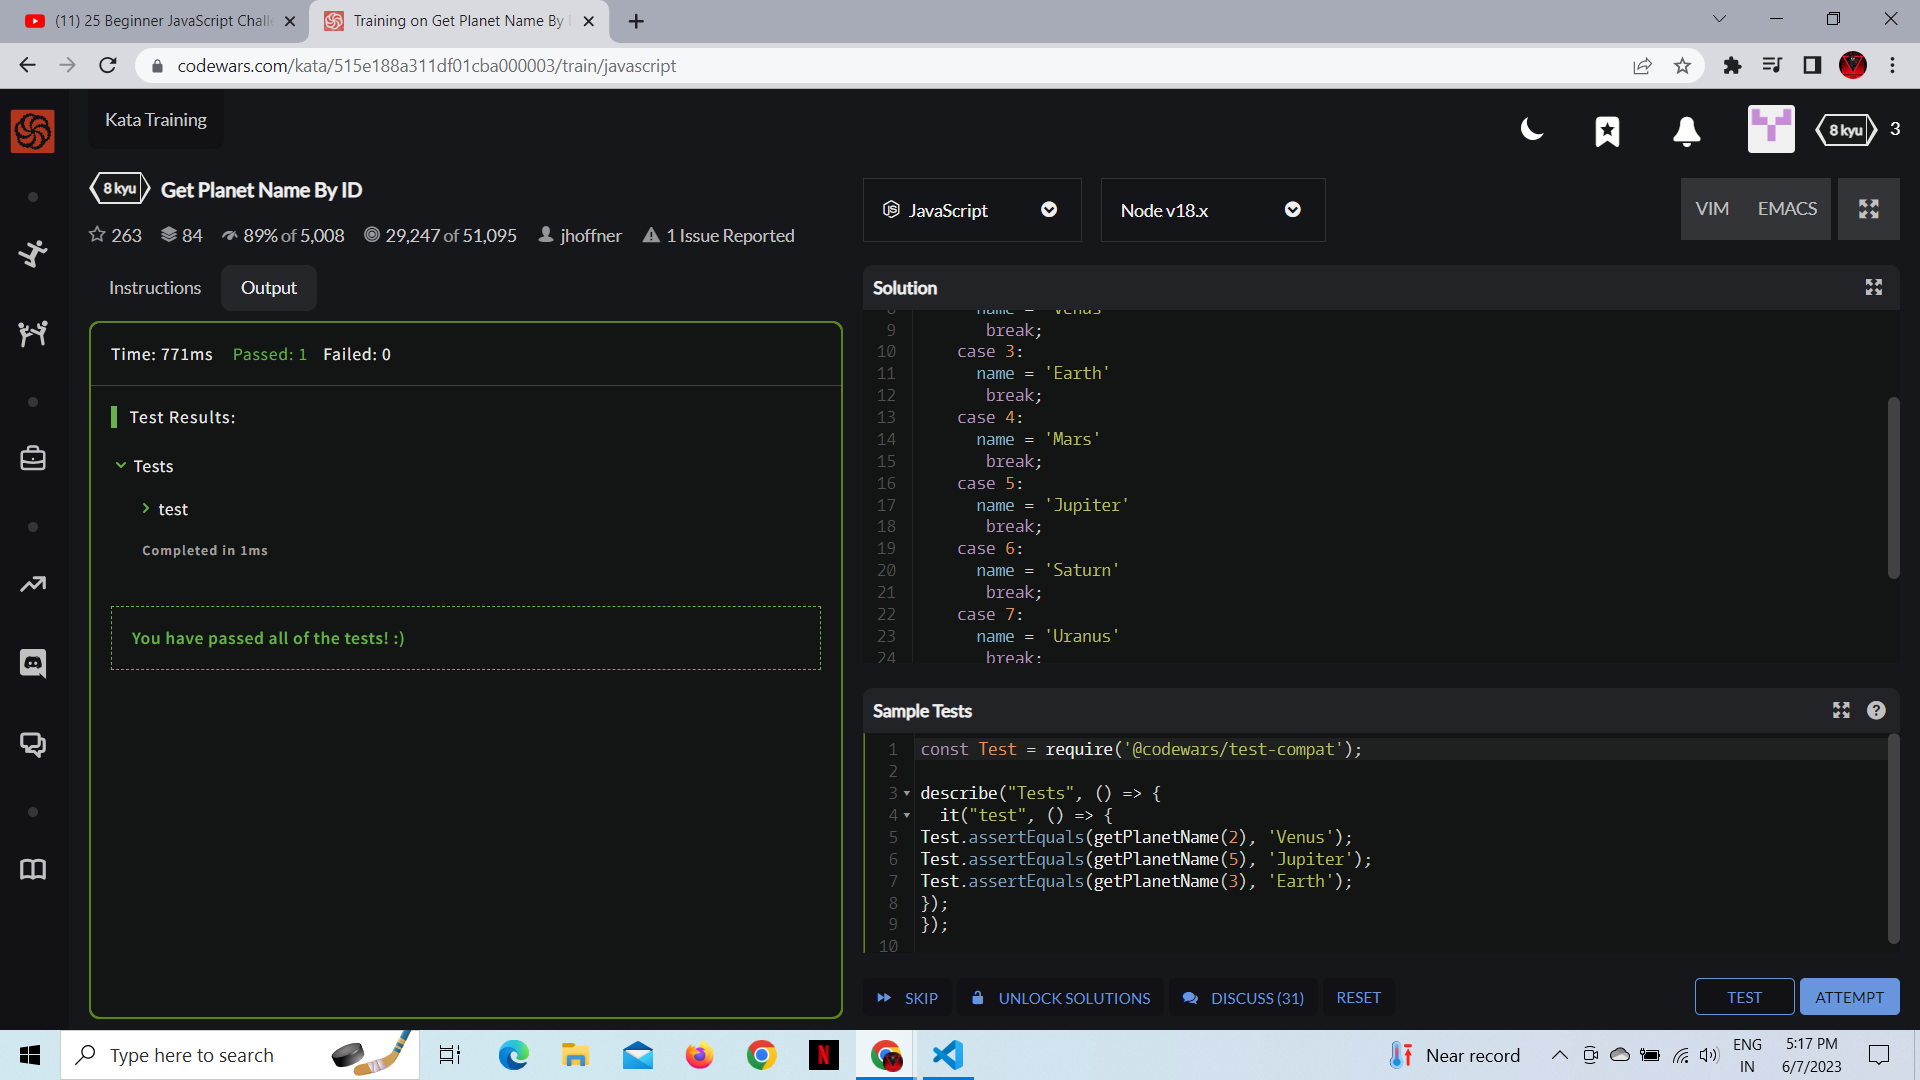 (11) 25 Beginner JavaScript Chall
Training on Get Planet Name By I
codewars.com/kata/515e188a311df01cba000003/train/javascript
Kata Training
8 kyu
3
8 kyu
Get Planet Name By ID
263
84
89% of 5,008
29,247 of 51,095
jhoffner
1 Issue Reported
JavaScript
Node v18.x
VIM
EMACS
Instructions
Output
Time: 771ms Passed: 1 Failed: 0
Test Results:
Tests
test
Completed in 1ms
You have passed all of the tests! :)
Solution
8 name = 'Venus'
9 break;
10 case 3:
11 name = 'Earth'
12 break;
13 case 4:
14 name = 'Mars'
15 break;
16 case 5:
17 name = 'Jupiter'
18 break;
19 case 6:
20 name = 'Saturn'
21 break;
22 case 7:
23 name = 'Uranus'
24 break;
Sample Tests
1 const Test = require('@codewars/test-compat');
2
3 describe("Tests", () => {
4 it("test", () => {
5 Test.assertEquals(getPlanetName(2), 'Venus');
6 Test.assertEquals(getPlanetName(5), 'Jupiter');
7 Test.assertEquals(getPlanetName(3), 'Earth');
8 });
9 });
10
SKIP
UNLOCK SOLUTIONS
DISCUSS (31)
RESET
TEST
ATTEMPT
Type here to search
N
Near record
ENG
IN
5:17 PM
6/7/2023